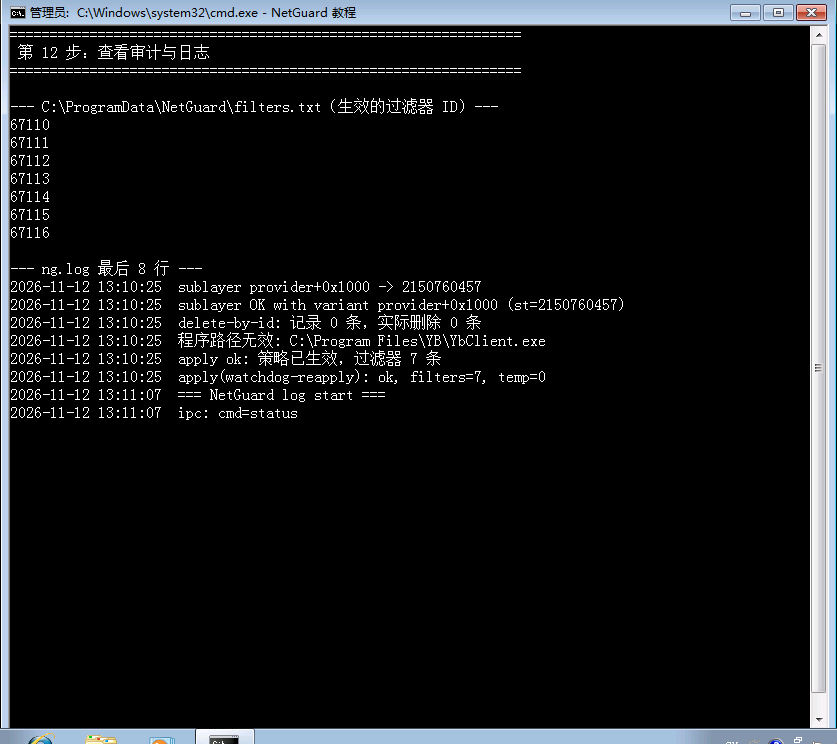 管理员: C:\Windows\system32\cmd.exe - NetGuard 教程
================================================================
第 12 步: 查看审计与日志
================================================================
--- C:\ProgramData\NetGuard\filters.txt (生效的过滤器 ID) ---
67110
67111
67112
67113
67114
67115
67116
--- ng.log 最后 8 行 ---
2026-11-12 13:10:25  sublayer provider+0x1000 -> 2150760457
2026-11-12 13:10:25  sublayer OK with variant provider+0x1000 (st=2150760457)
2026-11-12 13:10:25  delete-by-id: 记录 0 条, 实际删除 0 条
2026-11-12 13:10:25  程序路径无效: C:\Program Files\YB\YbClient.exe
2026-11-12 13:10:25  apply ok: 策略已生效, 过滤器 7 条
2026-11-12 13:10:25  apply(watchdog-reapply): ok, filters=7, temp=0
2026-11-12 13:11:07  === NetGuard log start ===
2026-11-12 13:11:07  ipc: cmd=status